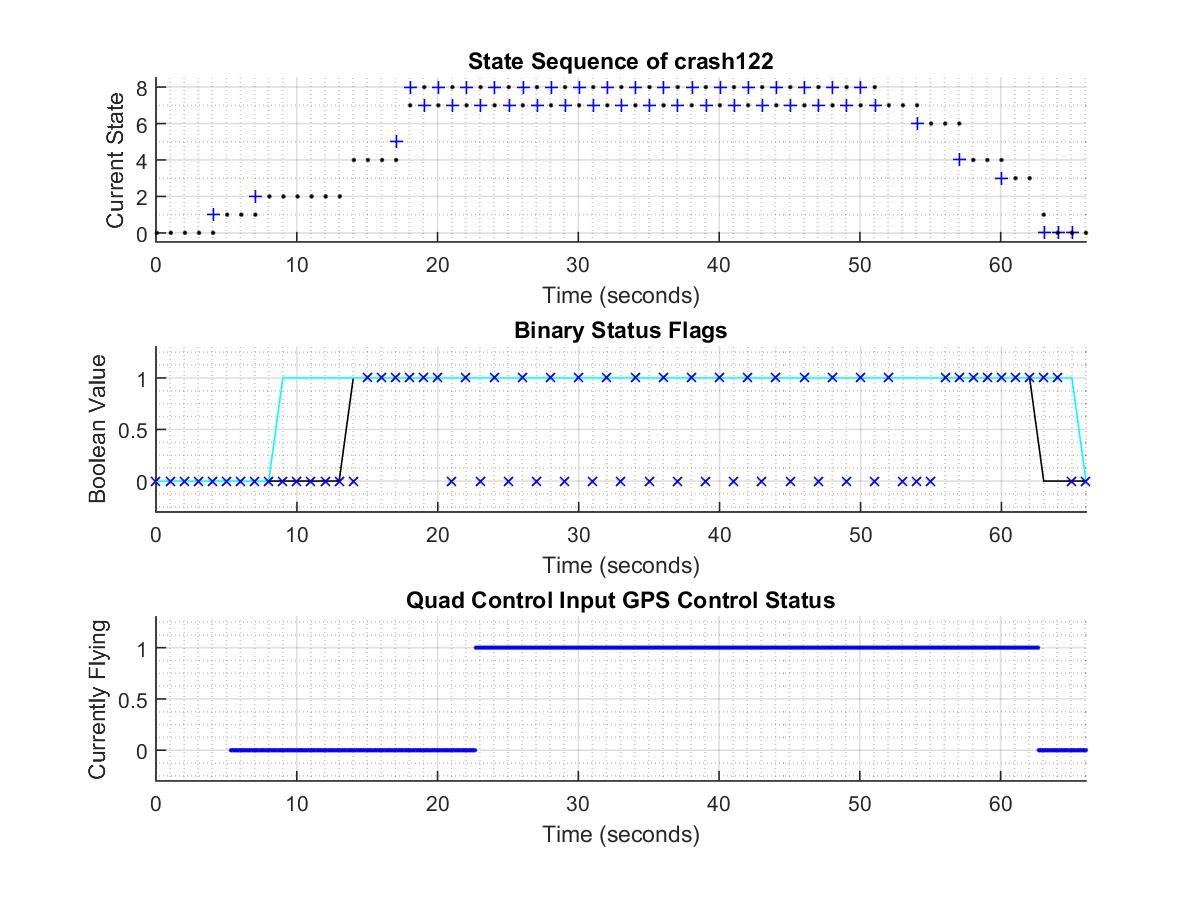 State Sequence of crash122
Current State
8
6
4
2
0
0 10 20 30 40 50 60
Time (seconds)
Binary Status Flags
Boolean Value
1
0.5
0
0 10 20 30 40 50 60
Time (seconds)
Quad Control Input GPS Control Status
Currently Flying
1
0.5
0
0 10 20 30 40 50 60
Time (seconds)